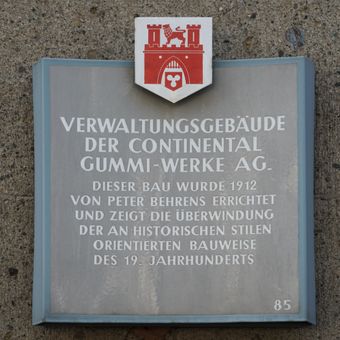 VERWALTUNGSGEBÄUDE
DER CONTINENTAL
GUMMI-WERKE AG.
DIESER BAU WURDE 1912
VON PETER BEHRENS ERRICHTET
UND ZEIGT DIE ÜBERWINDUNG
DER AN HISTORISCHEN STILEN
ORIENTIERTEN BAUWEISE
DES 19. JAHRHUNDERTS
85